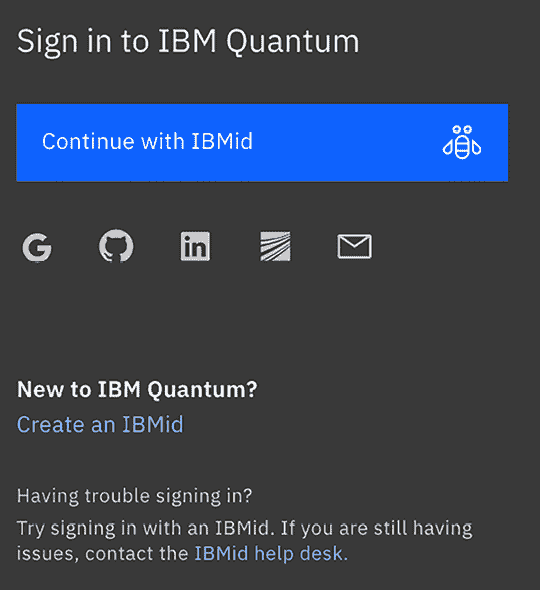 Sign in to IBM Quantum
Continue with IBMid
New to IBM Quantum?
Create an IBMid
Having trouble signing in?
Try signing in with an IBMid. If you are still having
issues, contact the IBMid help desk.